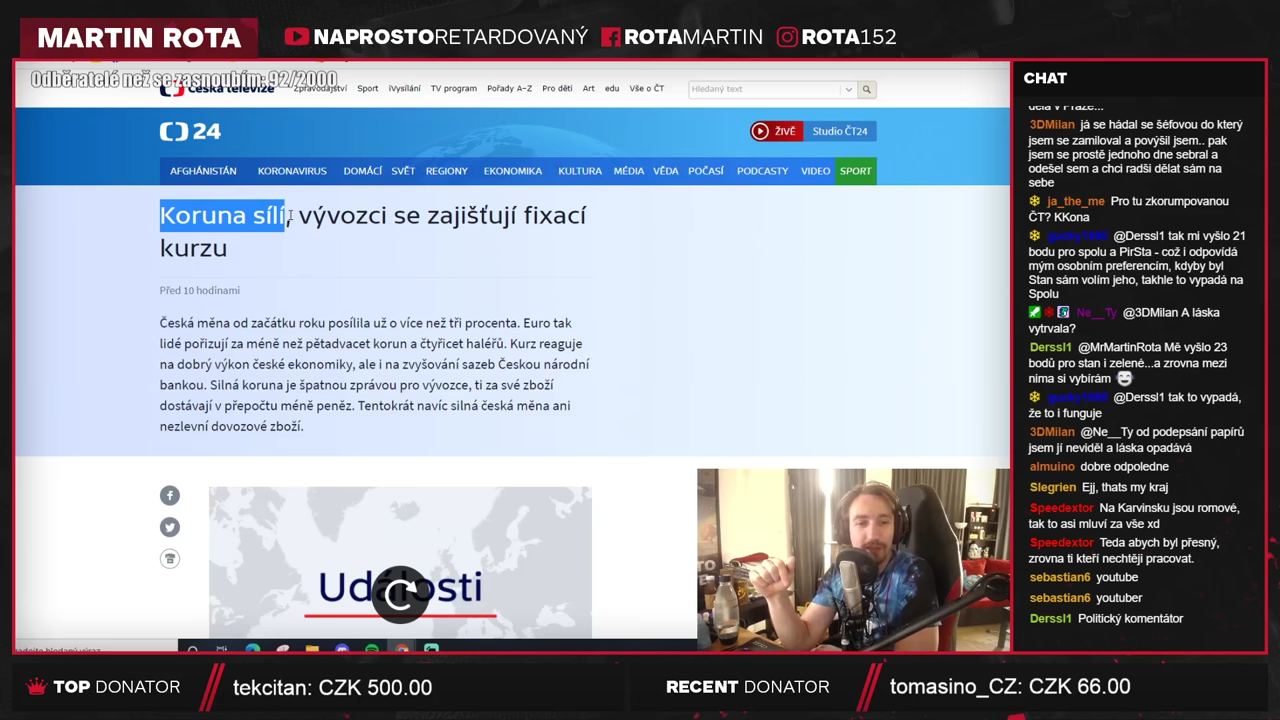 MARTIN ROTA
NAPROSTORETARDOVANÝ
ROTAMARTIN
ROTA152
Odběratelé než se zasnoubím: 92/2000
Česká televize
Zpravodajství Sport iVysílání TV program Pořady A–Z Pro děti Art edu Vše o ČT
Hledaný text
24
ŽIVĚ
Studio ČT24
AFGHÁNISTÁN KORONAVIRUS DOMÁCÍ SVĚT REGIONY EKONOMIKA KULTURA MÉDIA VĚDA POČASÍ PODCASTY VIDEO SPORT
Koruna sílí, vývozci se zajišťují fixací
kurzu
Před 10 hodinami
Česká měna od začátku roku posílila už o více než tři procenta. Euro tak
lidé pořizují za méně než pětadvacet korun a čtyřicet haléřů. Kurz reaguje
na dobrý výkon české ekonomiky, ale i na zvyšování sazeb Českou národní
bankou. Silná koruna je špatnou zprávou pro vývozce, ti za své zboží
dostávají v přepočtu méně peněz. Tentokrát navíc silná česká měna ani
nezlevní dovozové zboží.
Události
CHAT
dělá v Praze...
3DMilan já se hádal se šéfovou do který
jsem se zamiloval a povýšil jsem.. pak
jsem se prostě jednoho dne sebral a
odešel sem a chci radši dělat sám na
sebe
ja_the_me Pro tu zkorumpovanou
ČT? KKona
@Derssl1 tak mi vyšlo 21
bodu pro spolu a PirSta - což i odpovídá
mým osobním preferencím, kdyby byl
Stan sám volím jeho, takhle to vypadá na
Spolu
Ne__Ty @3DMilan A láska
vytrvala?
Derssl1 @MrMartinRota Mě vyšlo 23
bodů pro stan i zelené...a zrovna mezi
nima si vybírám
@Derssl1 tak to vypadá,
že to i funguje
3DMilan @Ne__Ty od podepsání papírů
jsem jí neviděl a láska opadává
almuino dobre odpoledne
Slegrien Ejj, thats my kraj
Speedextor Na Karvinsku jsou romové,
tak to asi mluví za vše xd
Speedextor Teda abych byl přesný,
zrovna ti kteří nechtěji pracovat.
sebastian6 youtube
sebastian6 youtuber
Derssl1 Politický komentátor
TOP DONATOR
tekcitan: CZK 500.00
RECENT DONATOR
tomasino_CZ: CZK 66.00